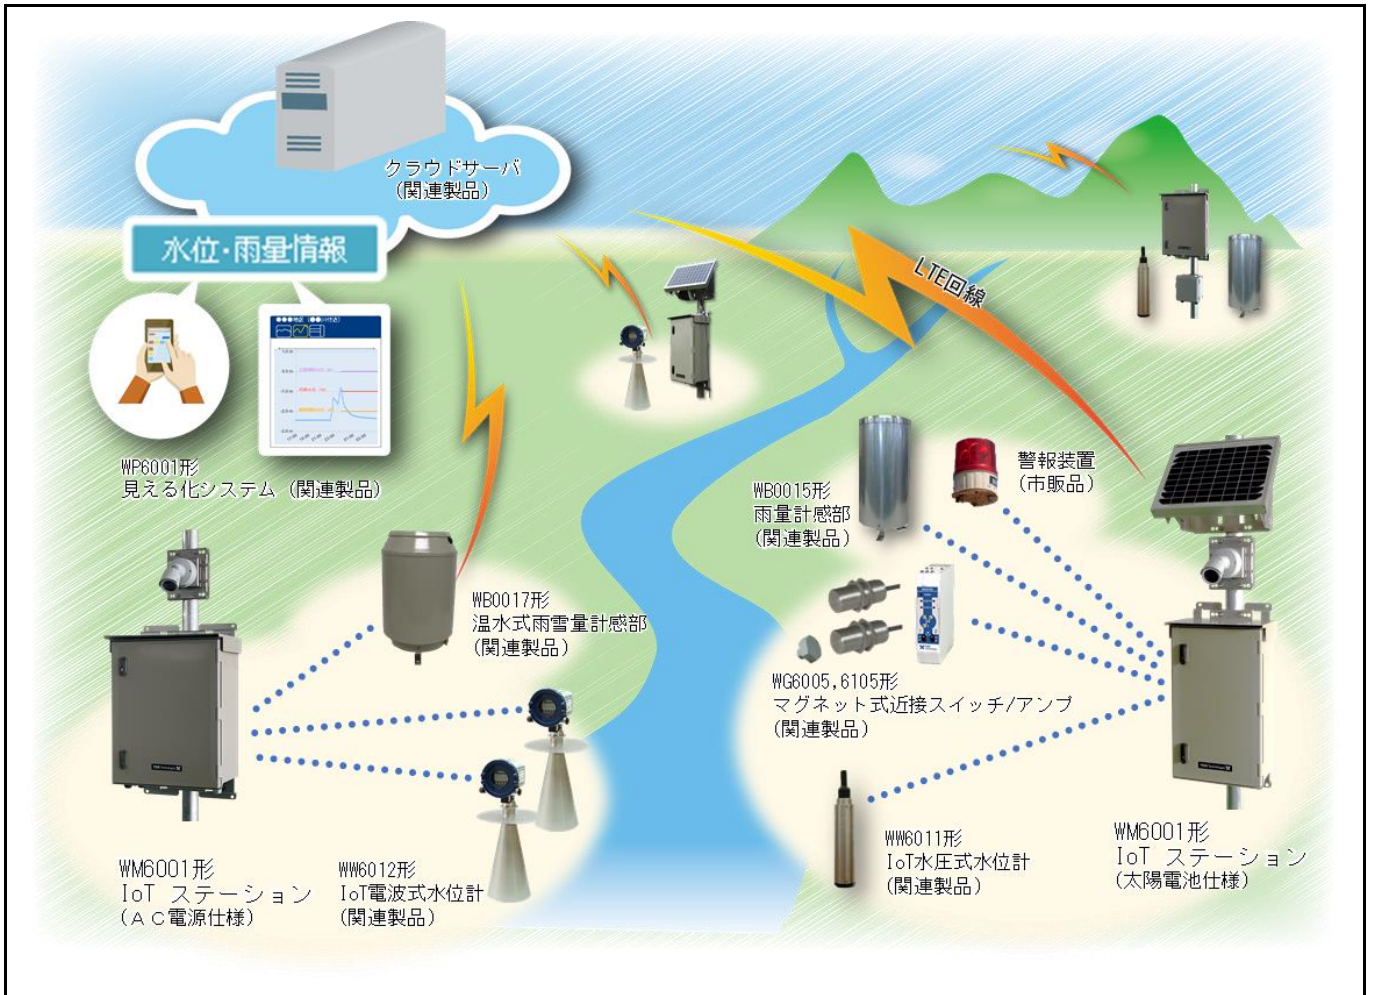 クラウドサーバ
(関連製品)
水位・雨量情報
LTE回線
WP6001形
見える化システム (関連製品)
警報装置
(市販品)
WB0015形
雨量計感部
(関連製品)
WB0017形
温水式雨雪量計感部
(関連製品)
WG6005,6105形
マグネット式近接スイッチ/アンプ
(関連製品)
WM6001形
IoT ステーション
(AC電源仕様)
WW6012形
IoT電波式水位計
(関連製品)
WW6011形
IoT水圧式水位計
(関連製品)
WM6001形
IoT ステーション
(太陽電池仕様)